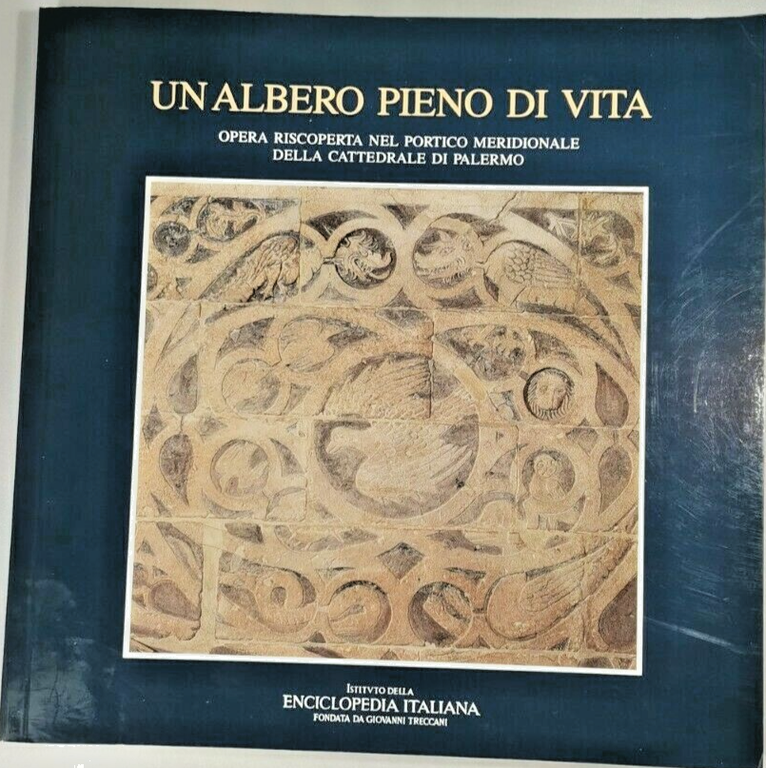 UN ALBERO PIENO DI VITA
OPERA RISCOPERTA NEL PORTICO MERIDIONALE
DELLA CATTEDRALE DI PALERMO
ISTITVTO DELLA
ENCICLOPEDIA ITALIANA
FONDATA DA GIOVANNI TRECCANI